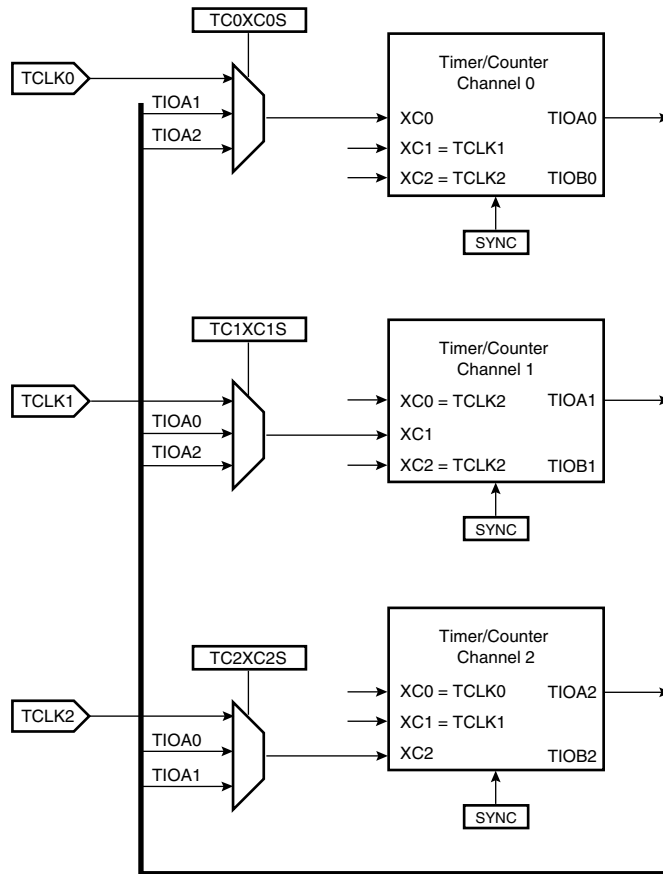 TC0XC0S
TCLK0
TIOA1
TIOA2
Timer/Counter
Channel 0
XC0
TIOA0
XC1 = TCLK1
XC2 = TCLK2
TIOB0
SYNC
TC1XC1S
TCLK1
TIOA0
TIOA2
Timer/Counter
Channel 1
XC0 = TCLK2
TIOA1
XC1
XC2 = TCLK2
TIOB1
SYNC
TC2XC2S
TCLK2
TIOA0
TIOA1
Timer/Counter
Channel 2
XC0 = TCLK0
TIOA2
XC1 = TCLK1
XC2
TIOB2
SYNC